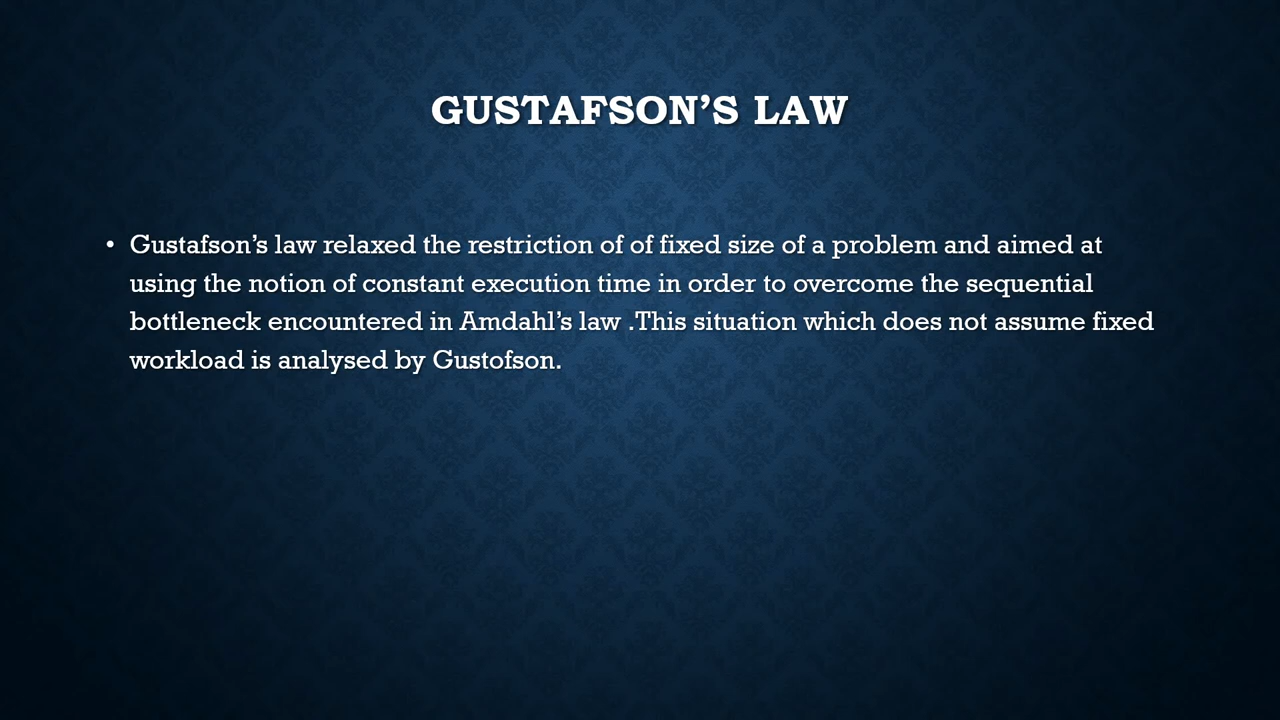 GUSTAFSON’S LAW
• Gustafson’s law relaxed the restriction of of fixed size of a problem and aimed at
using the notion of constant execution time in order to overcome the sequential
bottleneck encountered in Amdahl’s law .This situation which does not assume fixed
workload is analysed by Gustofson.